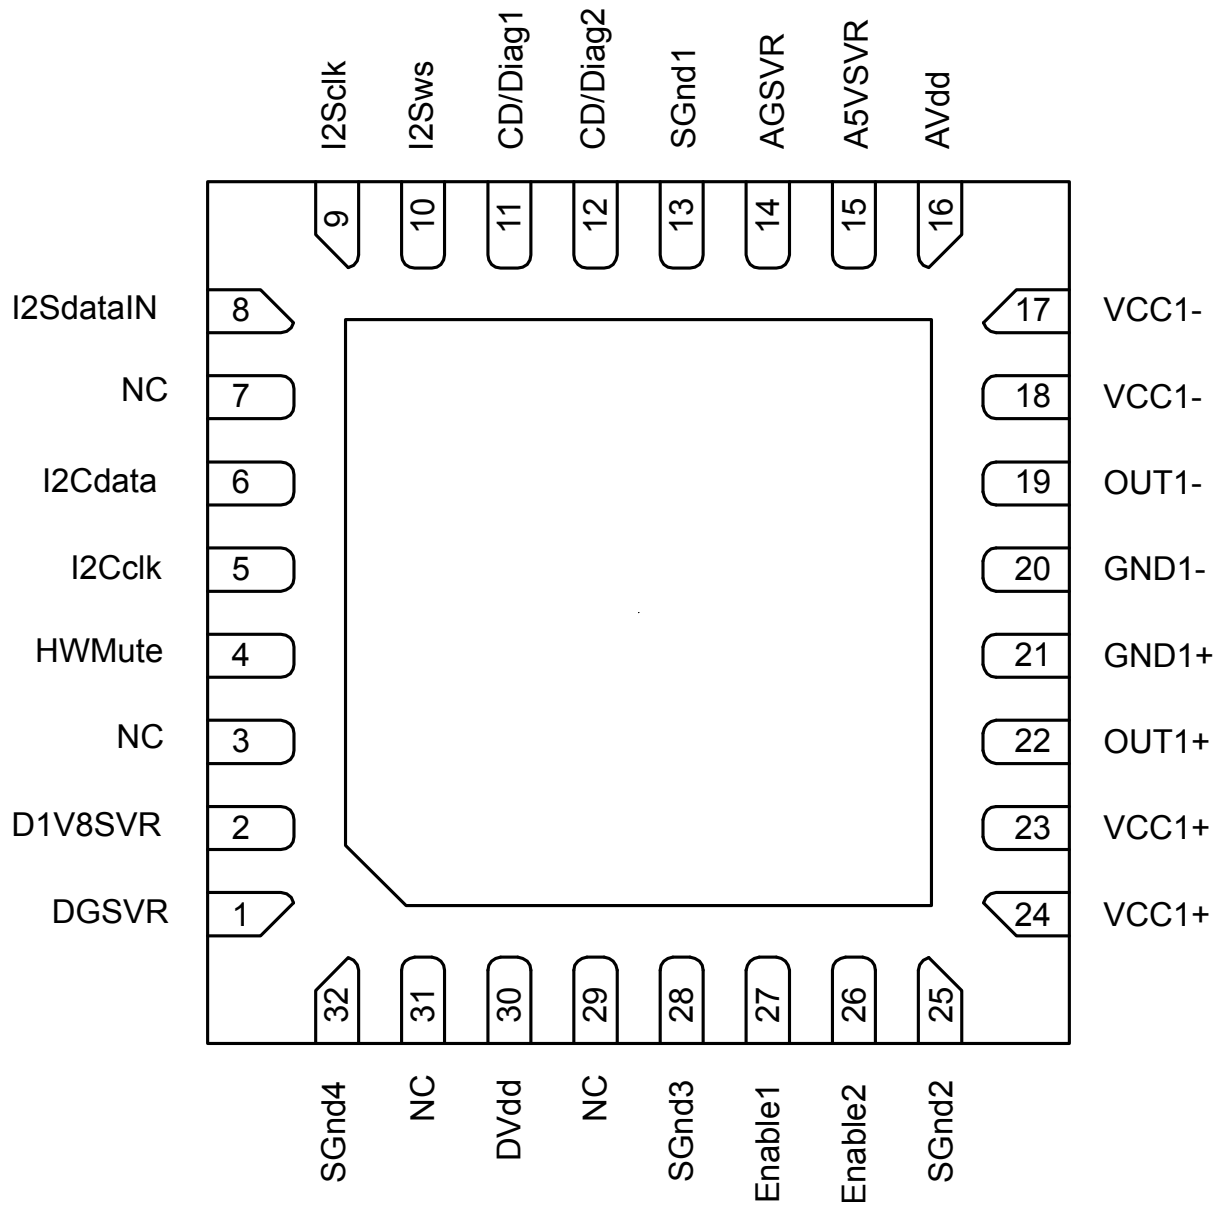 I2Sclk
I2Sws
CD/Diag1
CD/Diag2
SGnd1
AGSVR
A5VSVR
AVdd
9
10
11
12
13
14
15
16
I2SdataIN 8
NC 7
I2Cdata 6
I2Cclk 5
HWMute 4
NC 3
D1V8SVR 2
DGSVR 1
17 VCC1-
18 VCC1-
19 OUT1-
20 GND1-
21 GND1+
22 OUT1+
23 VCC1+
24 VCC1+
32
31
30
29
28
27
26
25
SGnd4
NC
DVdd
NC
SGnd3
Enable1
Enable2
SGnd2